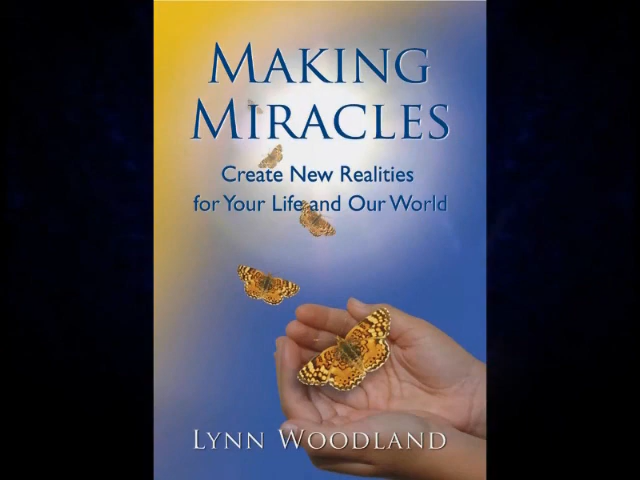 MAKING
MIRACLES
Create New Realities
for Your Life and Our World
LYNN WOODLAND